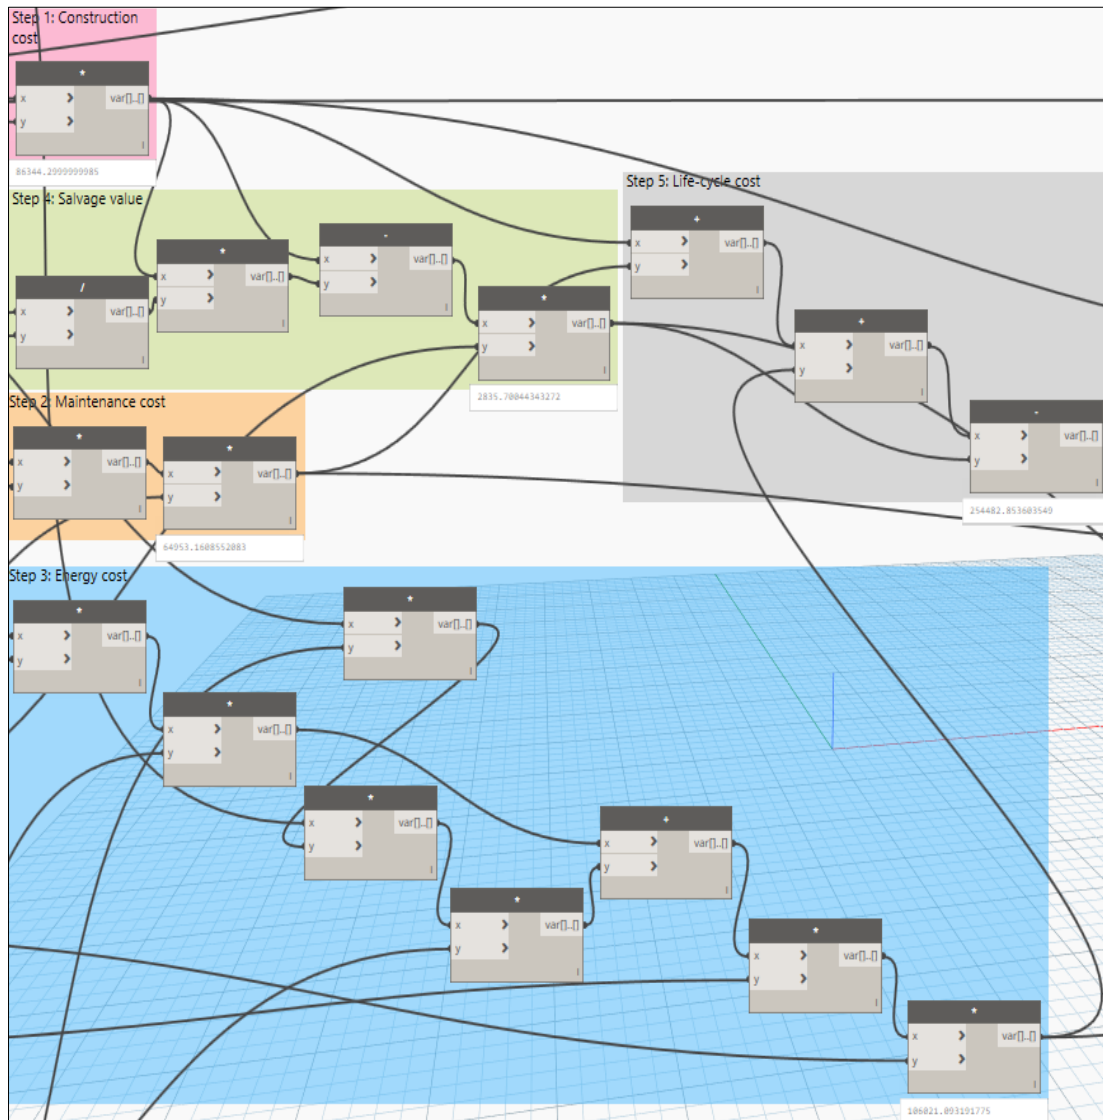 Step 1: Construction
cost
*
x > var[]..[]
y >
l
86344.2999999985
Step 4: Salvage value
/
x > var[]..[]
y >
l
*
x > var[]..[]
y >
l
-
x > var[]..[]
y >
l
*
x > var[]..[]
y >
l
2835.70044343272
Step 5: Life-cycle cost
+
x > var[]..[]
y >
l
+
x > var[]..[]
y >
l
-
x > var[]..[]
y >
l
254482.853603549
Step 2: Maintenance cost
*
x > var[]..[]
y >
l
*
x > var[]..[]
y >
l
64953.1608552083
Step 3: Energy cost
*
x > var[]..[]
y >
l
*
x > var[]..[]
y >
l
*
x > var[]..[]
y >
l
*
x > var[]..[]
y >
l
*
x > var[]..[]
y >
l
+
x > var[]..[]
y >
l
*
x > var[]..[]
y >
l
*
x > var[]..[]
y >
l
106021.093191775